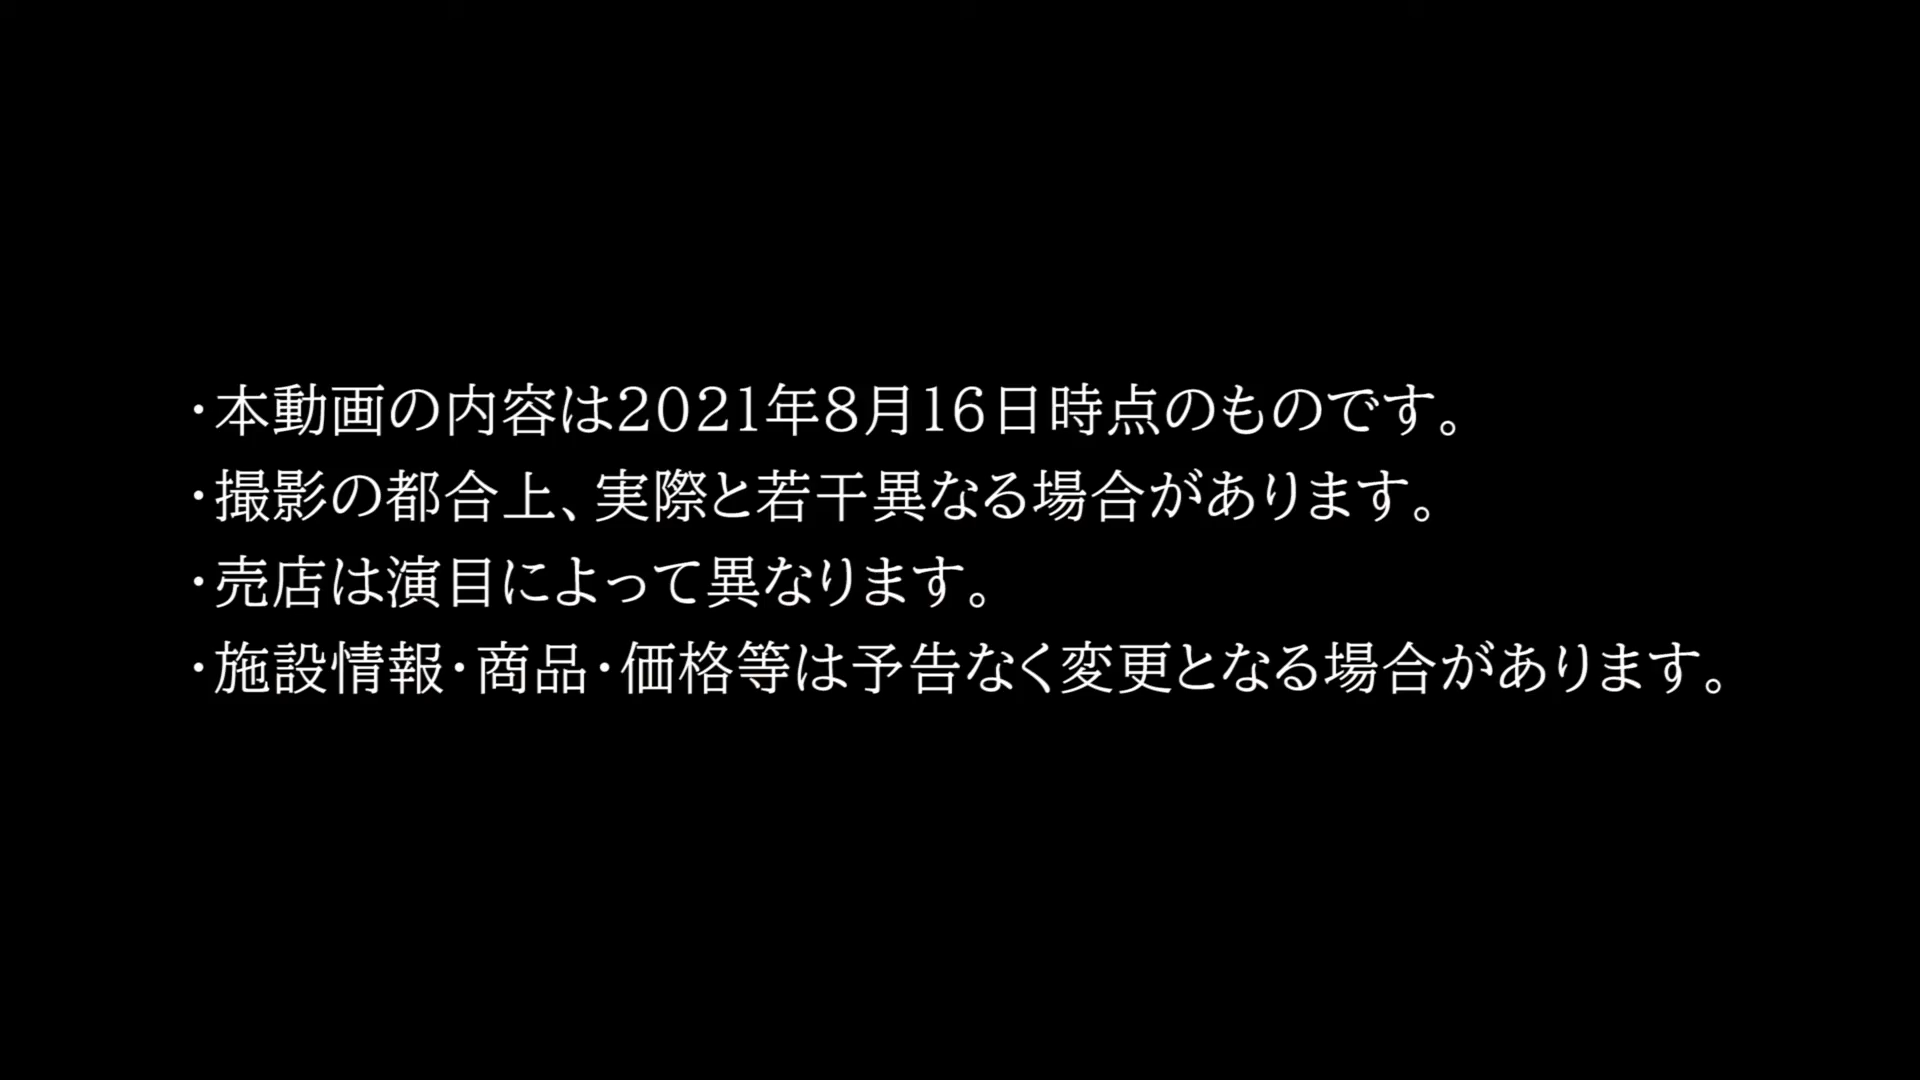 ・本動画の内容は2021年8月16日時点のものです。
・撮影の都合上、実際と若干異なる場合があります。
・売店は演目によって異なります。
・施設情報・商品・価格等は予告なく変更となる場合があります。